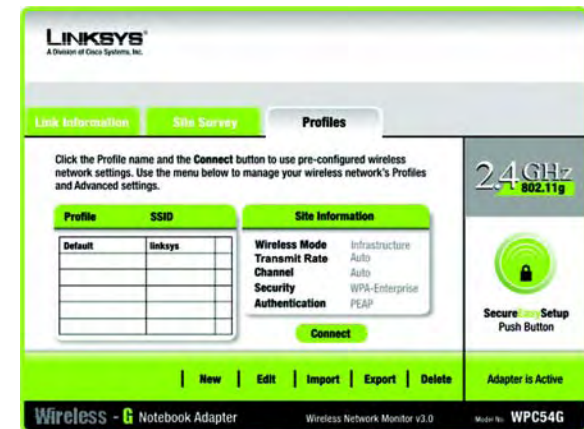 LINKSYS®
A Division of Cisco Systems, Inc.
Link Information
Site Survey
Profiles
Click the Profile name and the Connect button to use pre-configured wireless
network settings. Use the menu below to manage your wireless network's Profiles
and Advanced settings.
2.4GHz
802.11g
Profile SSID
Default linksys
Site Information
Wireless Mode Infrastructure
Transmit Rate Auto
Channel Auto
Security WPA-Enterprise
Authentication PEAP
Connect
SecureEasySetup
Push Button
New | Edit | Import | Export | Delete
Adapter is Active
Wireless - G Notebook Adapter
Wireless Network Monitor v3.0
Model No. WPC54G